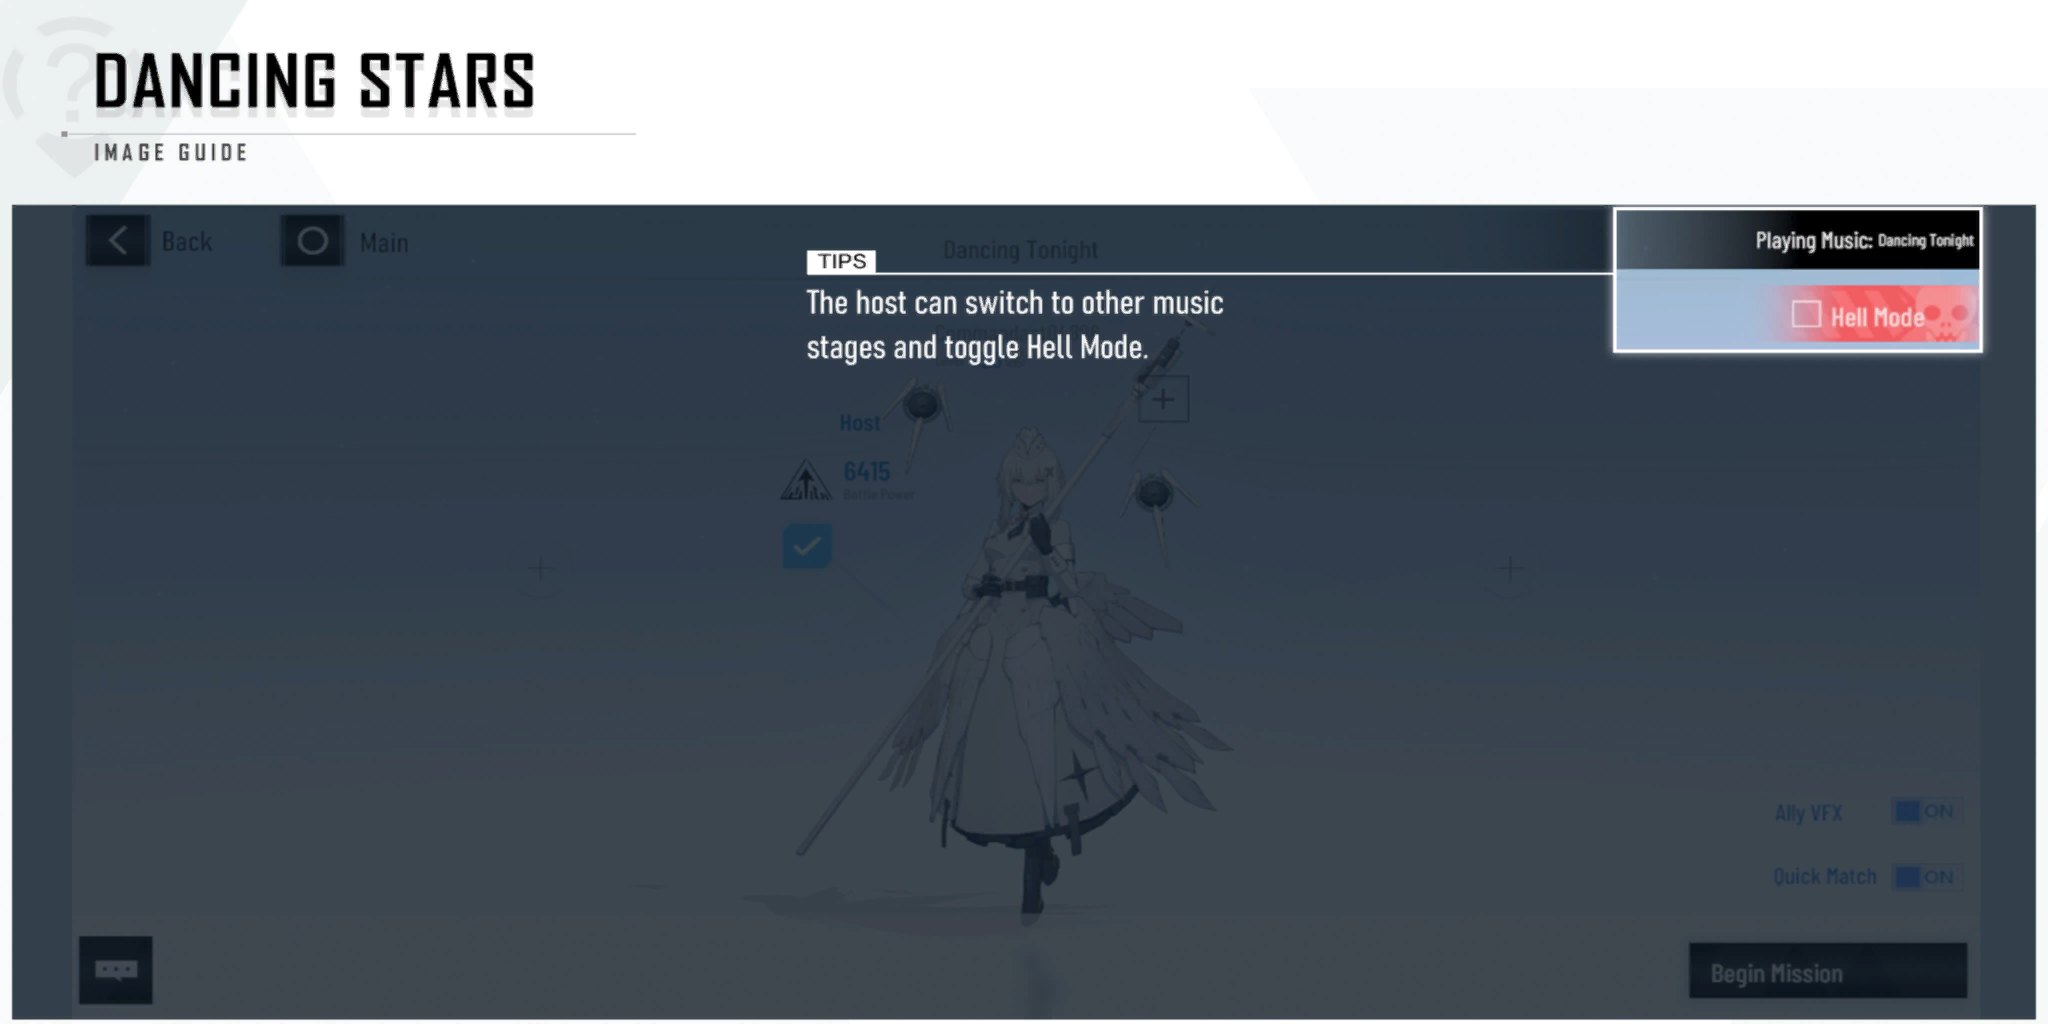 DANCING STARS
IMAGE GUIDE
Back
Main
Dancing Tonight
Playing Music: Dancing Tonight
TIPS
The host can switch to other music
stages and toggle Hell Mode.
Hell Mode
Host
6415
Battle Power
Ally VFX
ON
Quick Match
ON
Begin Mission